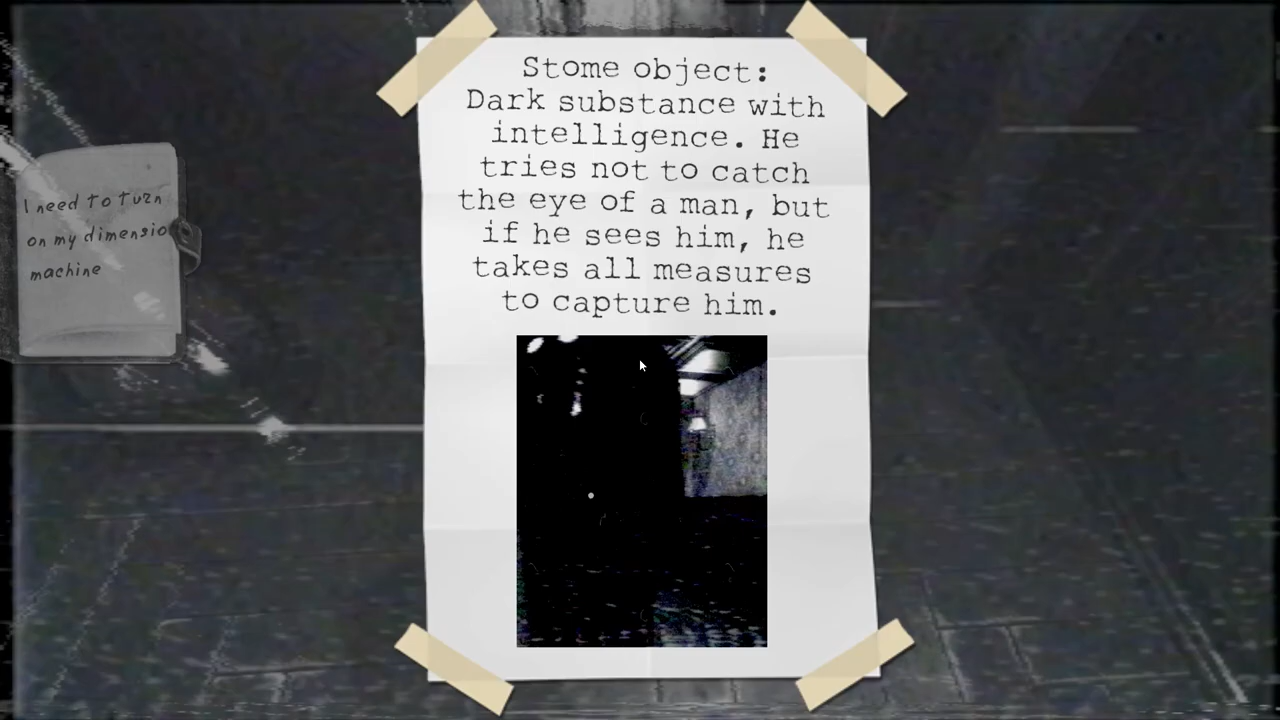 I need to turn
on my dimensio
machine
Stome object:
Dark substance with
intelligence. He
tries not to catch
the eye of a man, but
if he sees him, he
takes all measures
to capture him.